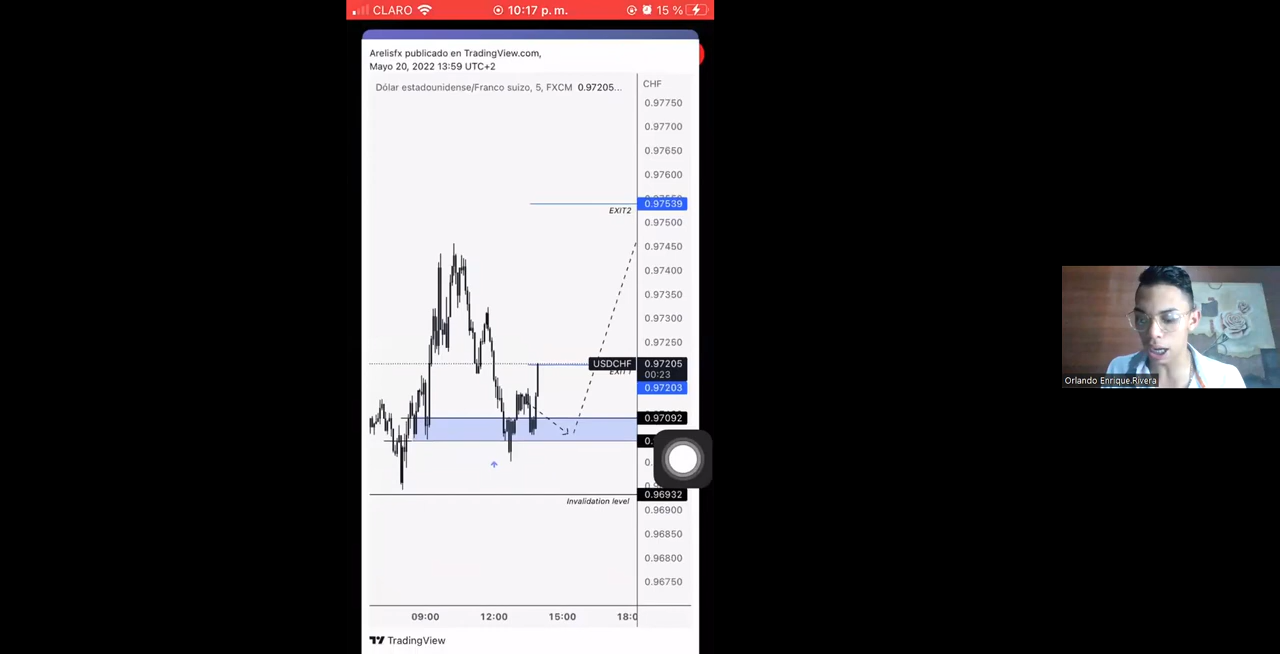 CLARO
10:17 p. m.
15 %
Arelisfx publicado en TradingView.com,
Mayo 20, 2022 13:59 UTC+2
Dólar estadounidense/Franco suizo, 5, FXCM 0.97205...
CHF
0.97750
0.97700
0.97650
0.97600
0.97539
EXIT2
0.97500
0.97450
0.97400
0.97350
0.97300
0.97250
USDCHF
0.97205
00:23
EXIT1
0.97203
0.97092
0.96932
Invalidation level
0.96900
0.96850
0.96800
0.96750
09:00
12:00
15:00
18:0
TradingView
Orlando Enrique.Rivera